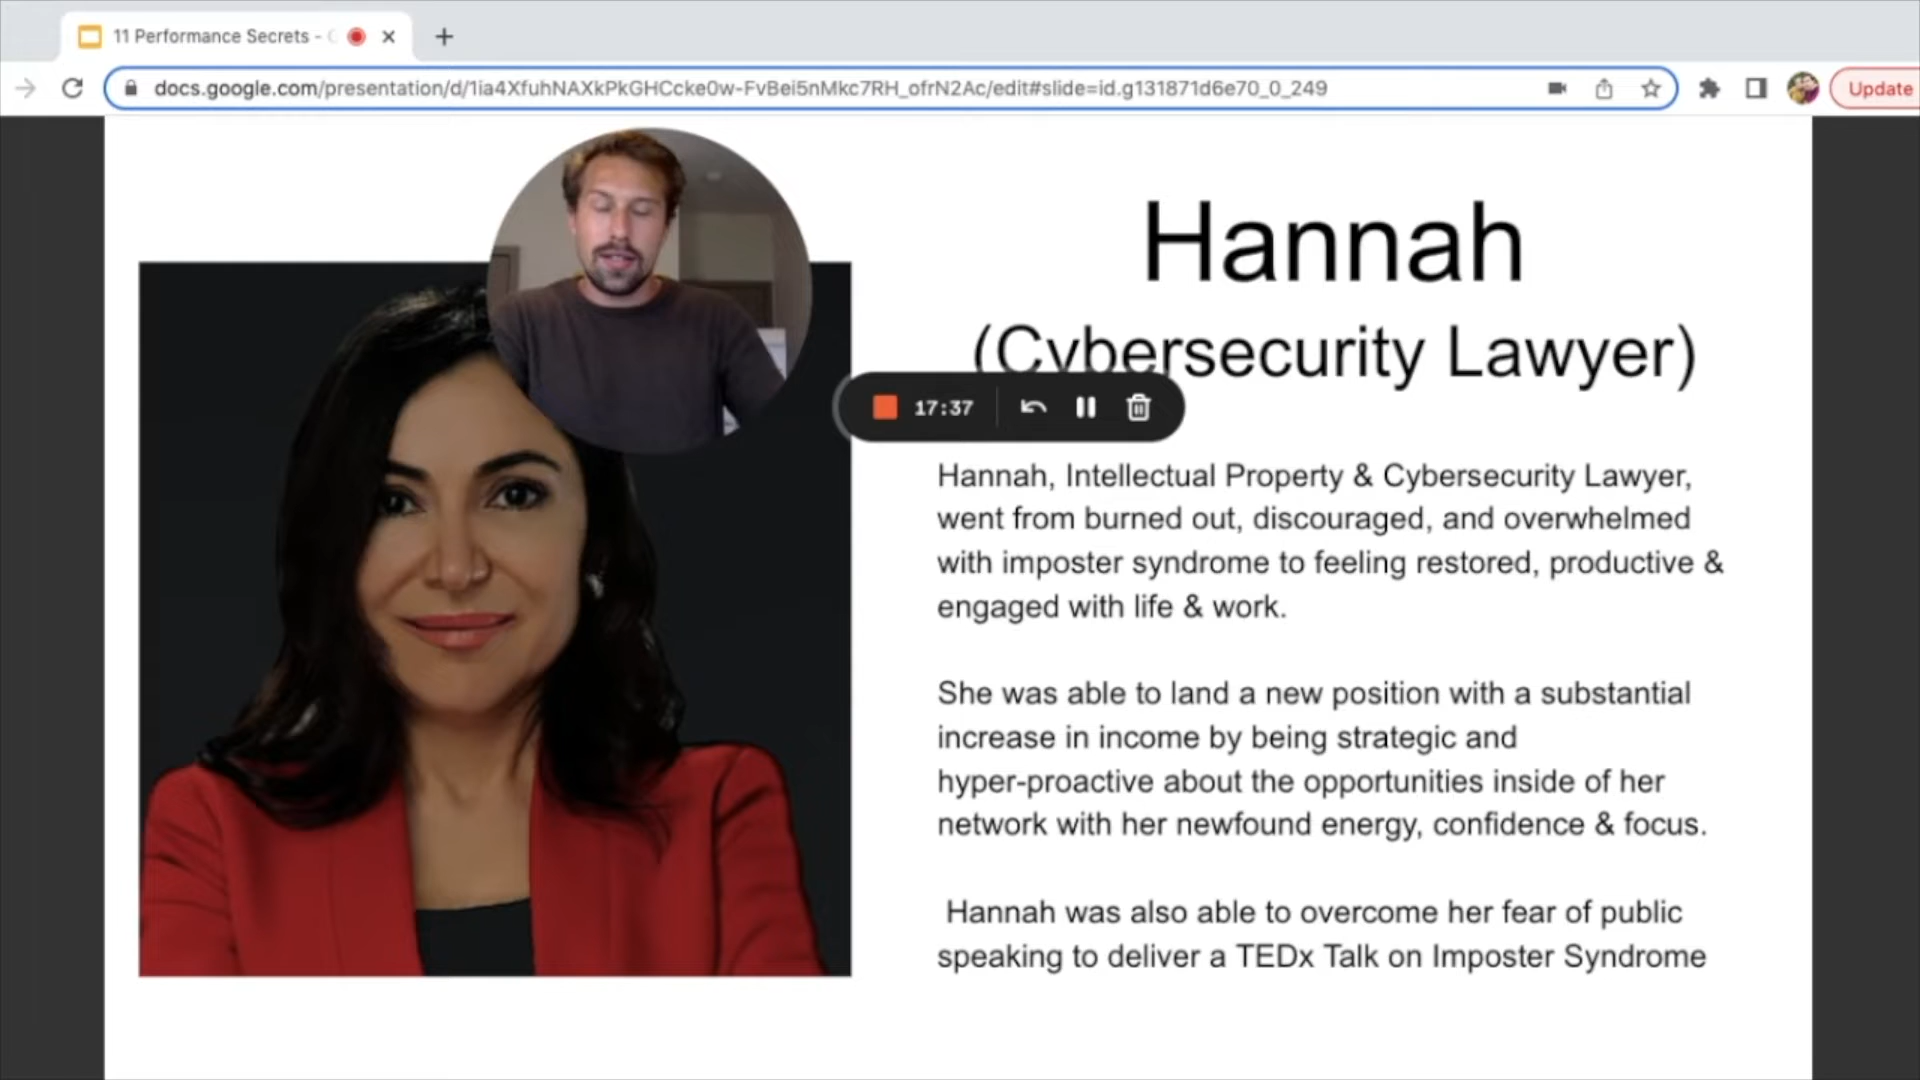 11 Performance Secrets -
docs.google.com/presentation/d/1ia4XfuhNAXkPkGHCcke0w-FvBei5nMkc7RH_ofrN2Ac/edit#slide=id.g131871d6e70_0_249
Update
Hannah
(Cybersecurity Lawyer)
17:37
Hannah, Intellectual Property & Cybersecurity Lawyer,
went from burned out, discouraged, and overwhelmed
with imposter syndrome to feeling restored, productive &
engaged with life & work.
She was able to land a new position with a substantial
increase in income by being strategic and
hyper-proactive about the opportunities inside of her
network with her newfound energy, confidence & focus.
Hannah was also able to overcome her fear of public
speaking to deliver a TEDx Talk on Imposter Syndrome